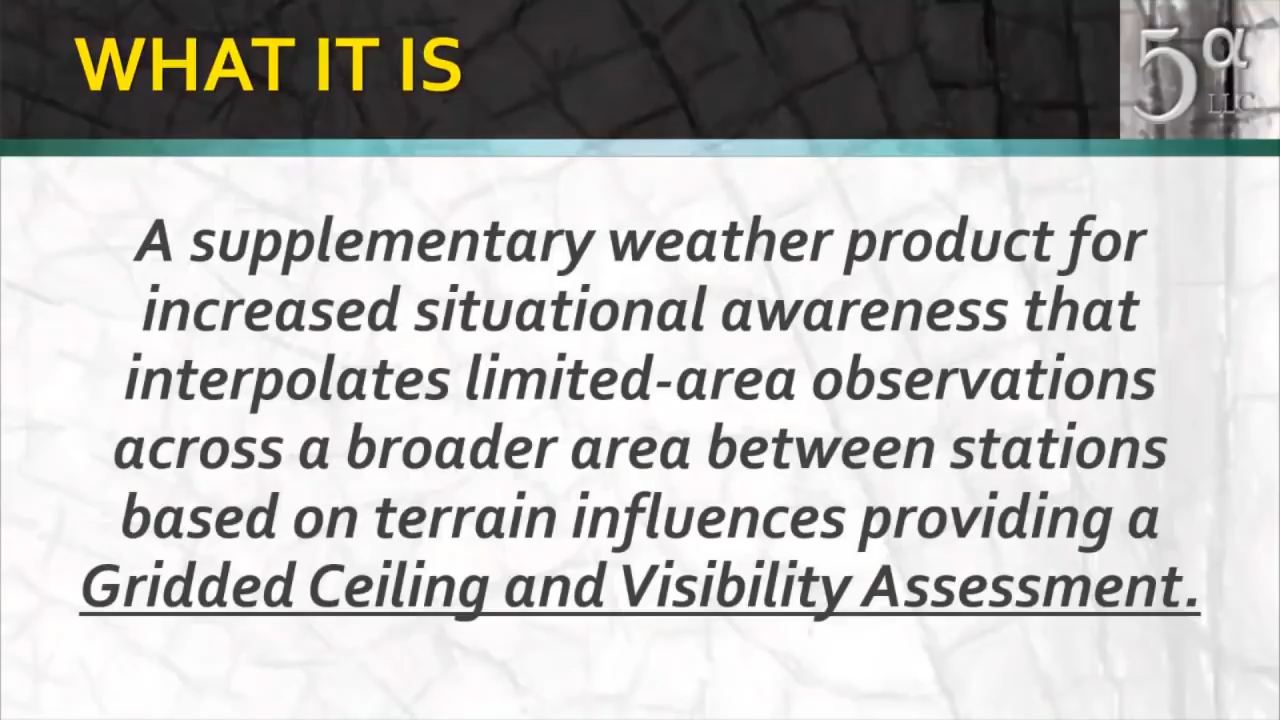 WHAT IT IS
5 α
LLC
A supplementary weather product for
increased situational awareness that
interpolates limited-area observations
across a broader area between stations
based on terrain influences providing a
Gridded Ceiling and Visibility Assessment.